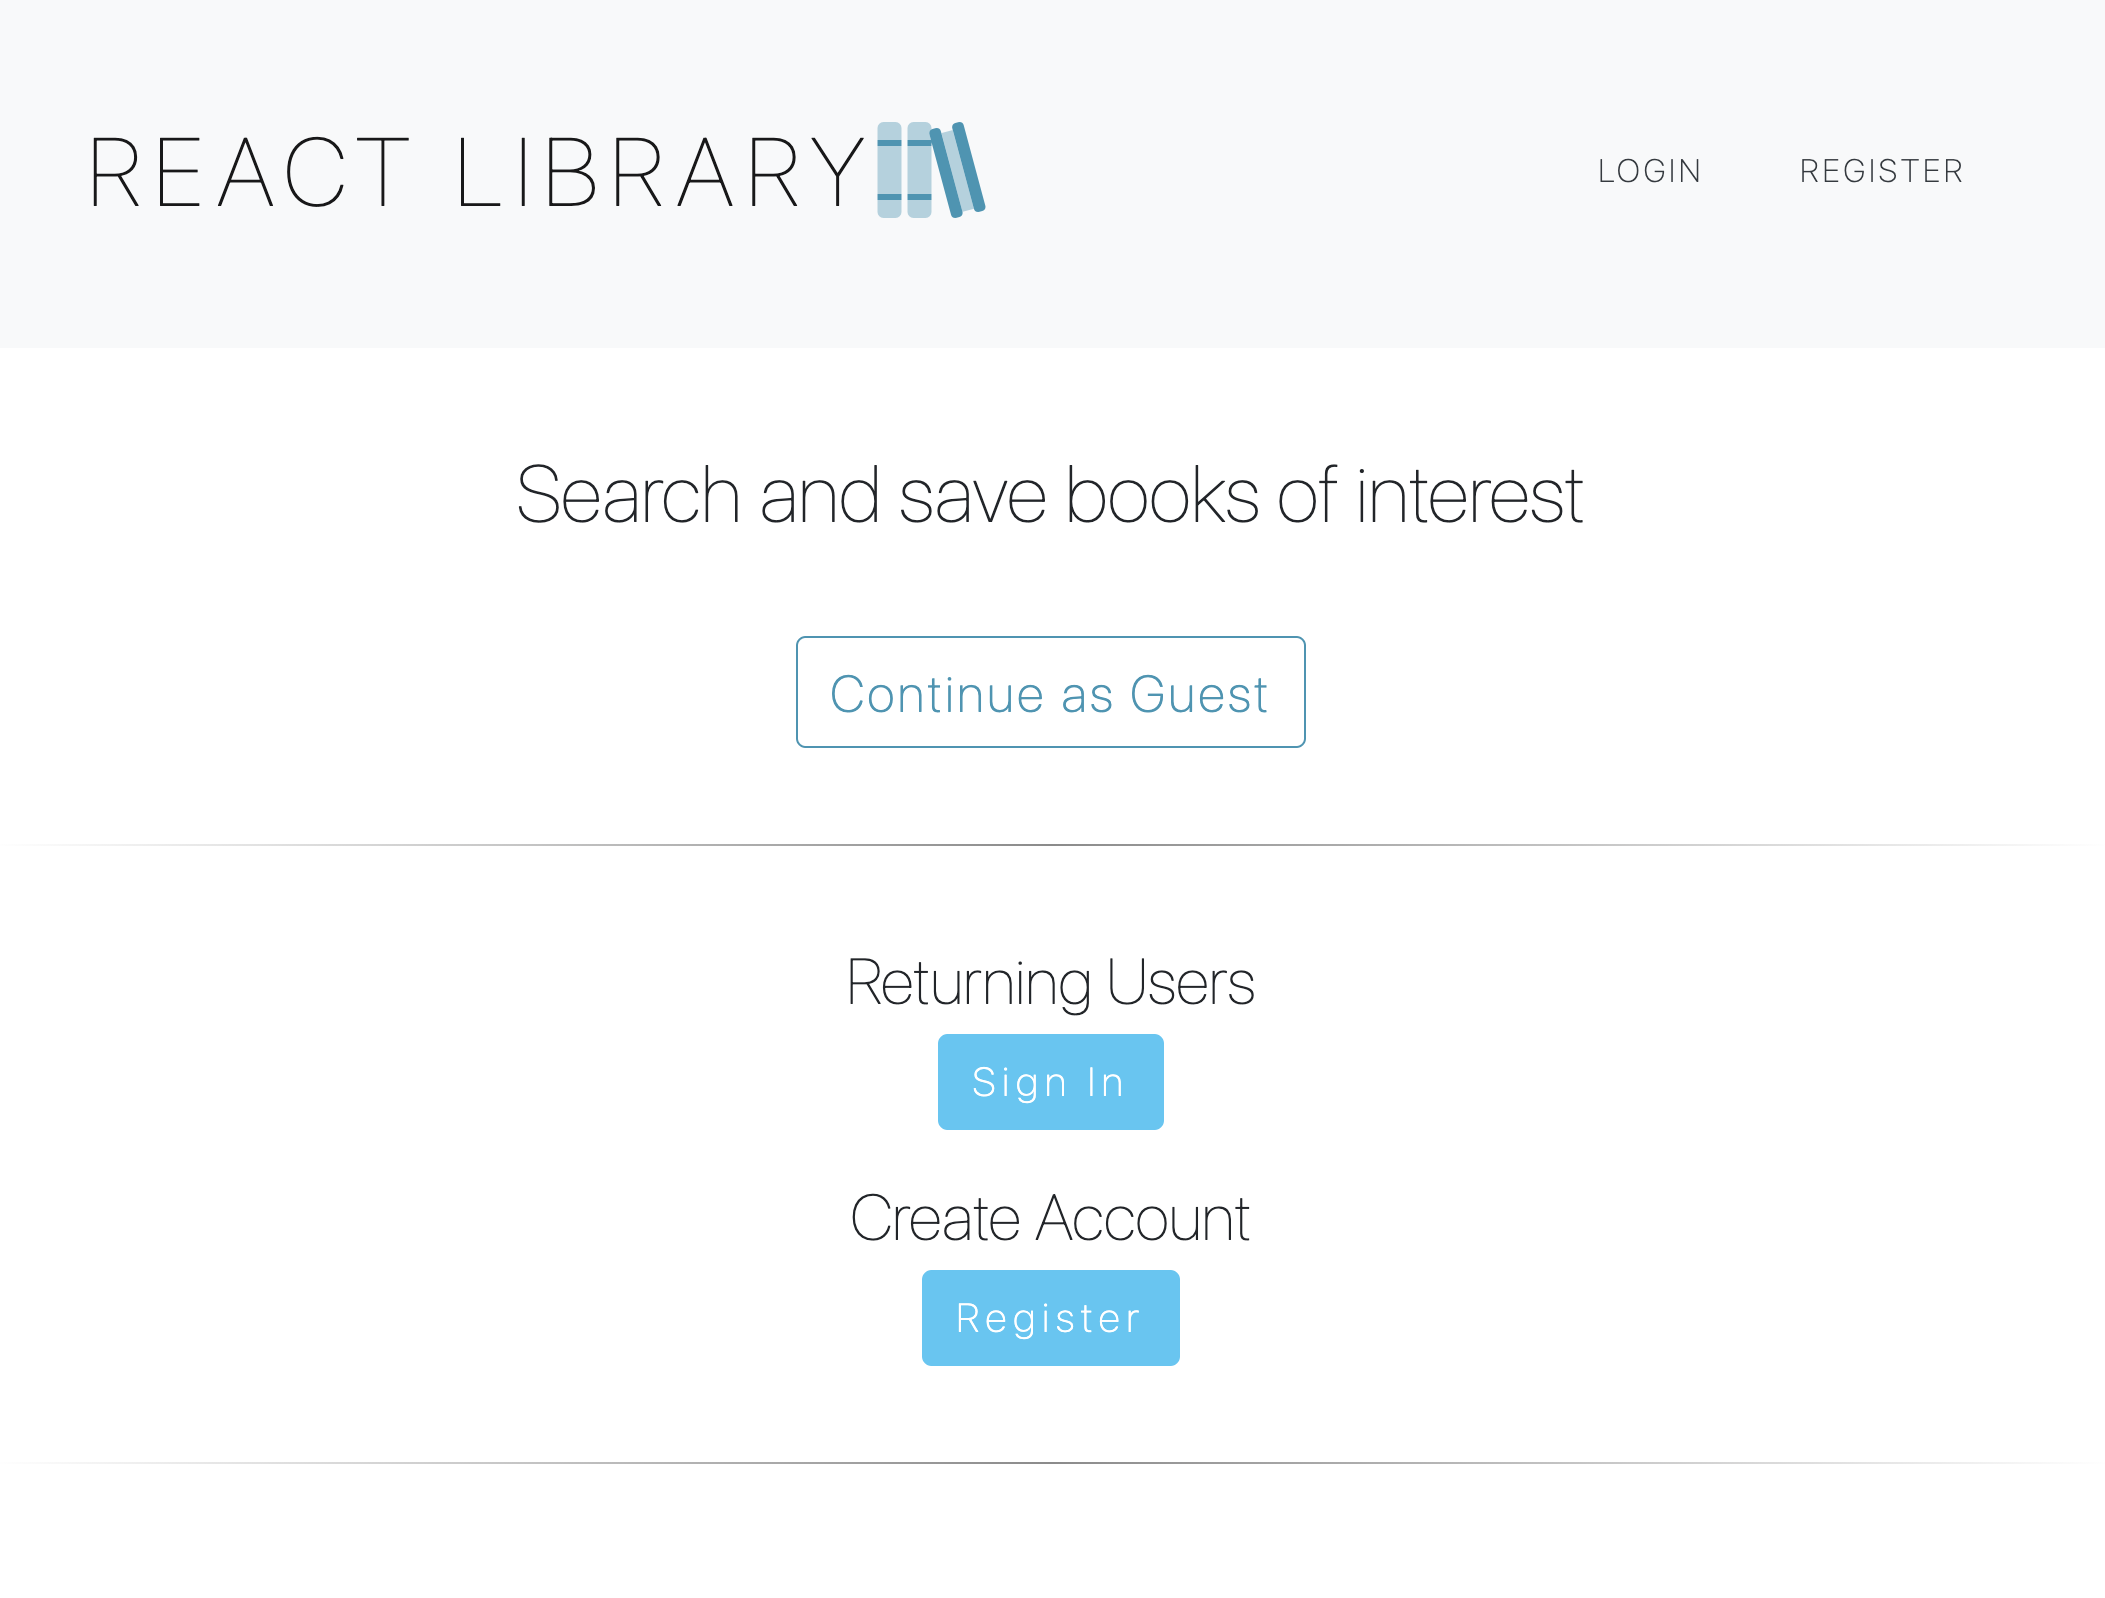 REACT LIBRARY
LOGIN
REGISTER
Search and save books of interest
Continue as Guest
Returning Users
Sign In
Create Account
Register